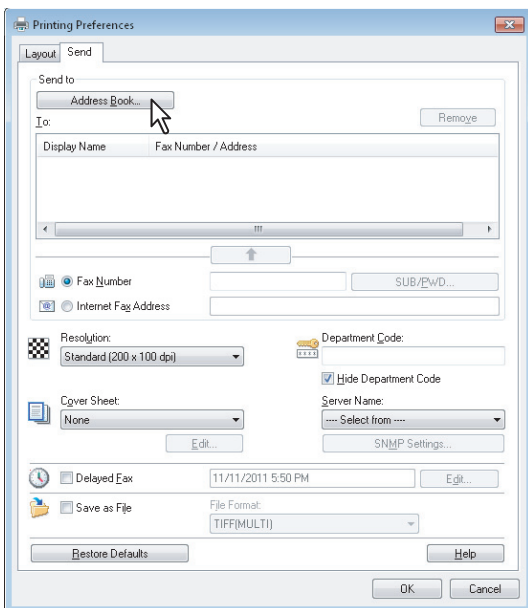 Printing Preferences
Layout Send
Send to
Address Book...
To:
Remove
Display Name Fax Number / Address
Fax Number
SUB/PWD...
Internet Fax Address
Resolution:
Standard (200 x 100 dpi)
Department Code:
Hide Department Code
Cover Sheet:
None
Edit...
Server Name:
---- Select from ----
SNMP Settings...
Delayed Fax
11/11/2011 5:50 PM
Edit...
Save as File
File Format:
TIFF(MULTI)
Restore Defaults
Help
OK
Cancel